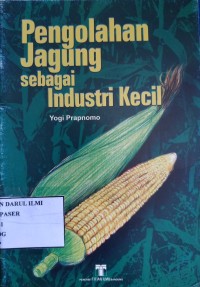 Pengolahan
Jagung
sebagai
Industri Kecil
Yogi Prapnomo
N DARUL ILMI
PASER